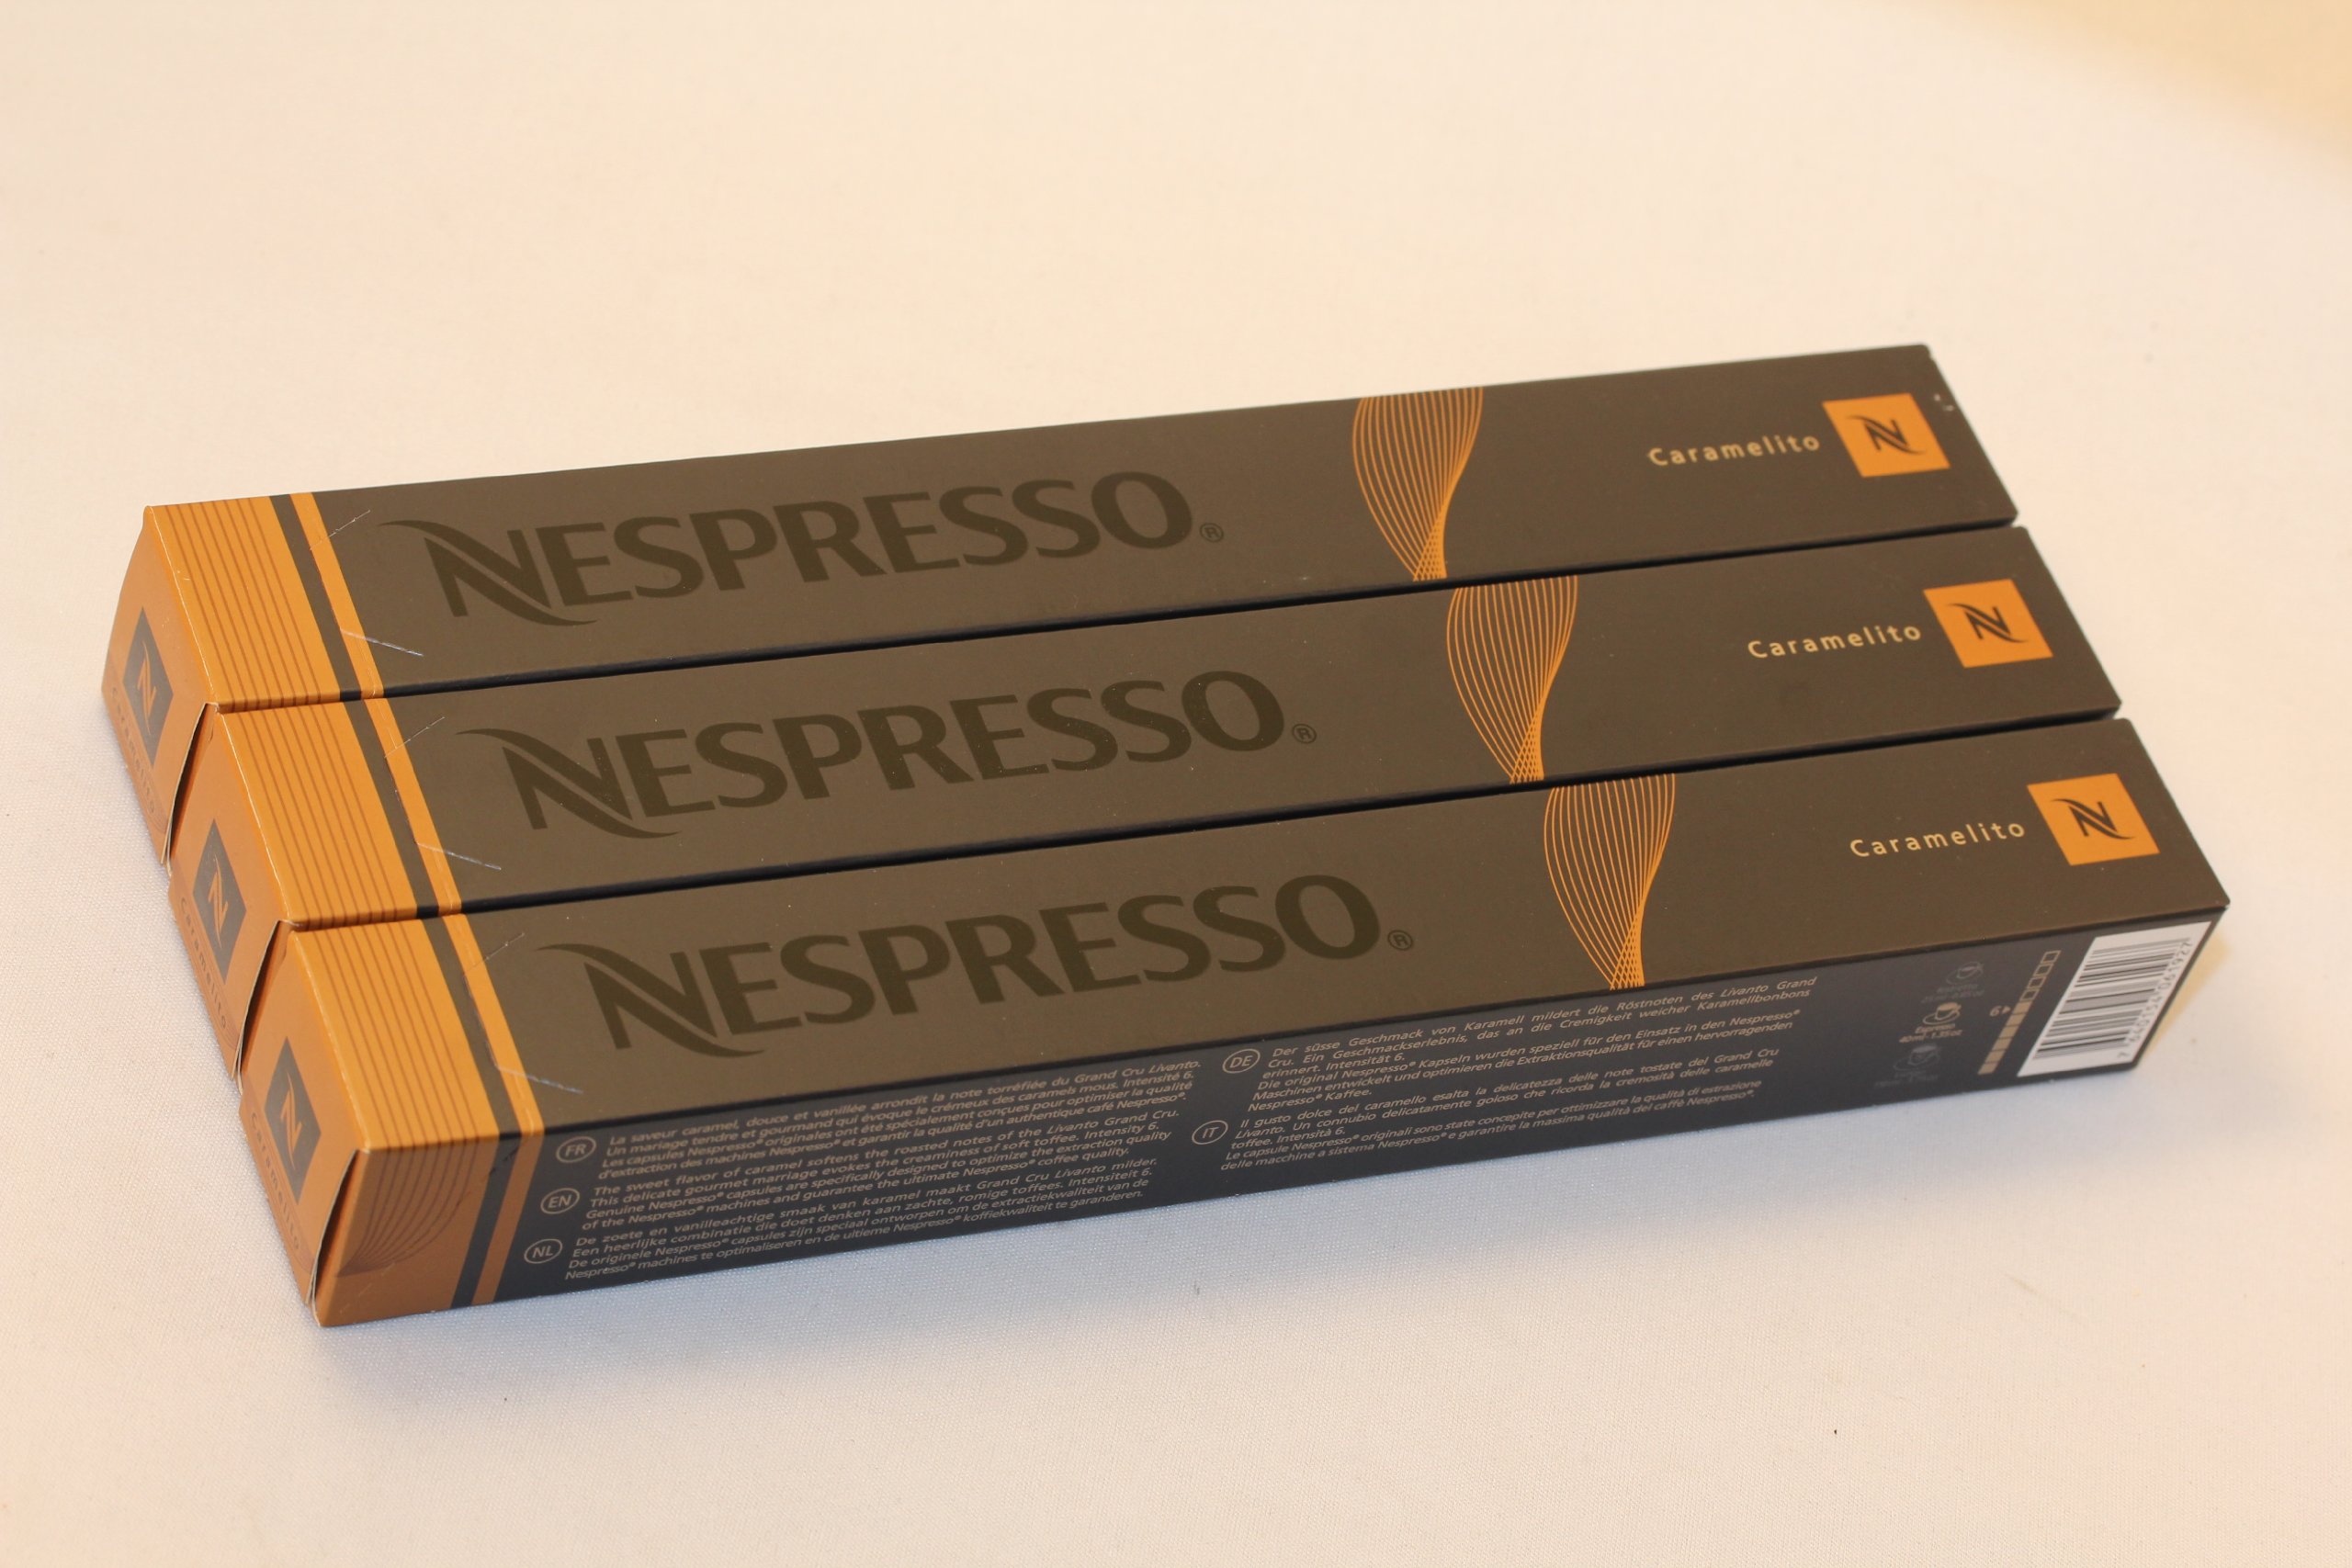 NESPRESSO®
Caramelito
N
N
Caramelito
NESPRESSO®
Caramelito
N
N
Caramelito
NESPRESSO®
Caramelito
N
N
Caramelito
FR
La saveur caramel, douce et vanillée arrondit la note torréfiée du Grand Cru Livanto.
Un mariage tendre et gourmand qui évoque le crémeux des caramels mous. Intensité 6.
Les capsules Nespresso® originales ont été spécialement conçues pour optimiser la qualité
d'extraction des machines Nespresso® et garantir la qualité d'un authentique café Nespresso®.
EN
The sweet flavor of caramel softens the roasted notes of the Livanto Grand Cru.
This delicate gourmet marriage evokes the creaminess of soft toffee. Intensity 6.
Genuine Nespresso® capsules are specifically designed to optimize the extraction quality
of the Nespresso® machines and guarantee the ultimate Nespresso® coffee quality.
NL
De zoete en vanilleachtige smaak van karamel maakt Grand Cru Livanto milder.
Een heerlijke combinatie die doet denken aan zachte, romige toffees. Intensiteit 6.
De originele Nespresso® capsules zijn speciaal ontworpen om de extractiekwaliteit van de
Nespresso® machines te optimaliseren en de ultieme Nespresso® koffiekwaliteit te garanderen.
DE
Der süsse Geschmack von Karamell mildert die Röstnoten des Livanto Grand
Cru. Ein Geschmackserlebnis, das an die Cremigkeit weicher Karamellbonbons
erinnert. Intensität 6.
Die original Nespresso® Kapseln wurden speziell für den Einsatz in den Nespresso®
Maschinen entwickelt und optimieren die Extraktionsqualität für einen hervorragenden
Nespresso® Kaffee.
IT
Il gusto dolce del caramello esalta la delicatezza delle note tostate del Grand Cru
Livanto. Un connubio delicatamente goloso che ricorda la cremosità delle caramelle
toffee. Intensità 6.
Le capsule Nespresso® originali sono state concepite per ottimizzare la qualità di estrazione
delle macchine a sistema Nespresso® e garantire la massima qualità del caffè Nespresso®.
Espresso
40 ml
6